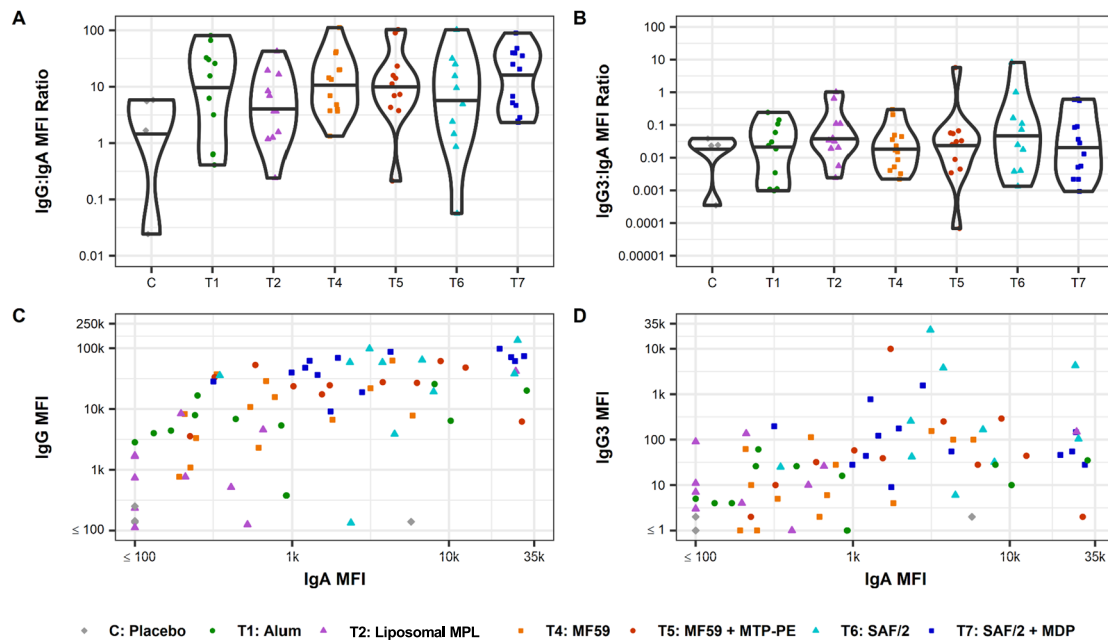 A
IgG:IgA MFI Ratio
100
10
1
0.1
0.01
C T1 T2 T4 T5 T6 T7
B
IgG3:IgA MFI Ratio
100
10
1
0.1
0.01
0.001
0.0001
0.00001
C T1 T2 T4 T5 T6 T7
C
IgG MFI
250k
100k
10k
1k
≤ 100
≤ 100 1k 10k 35k
IgA MFI
D
IgG3 MFI
35k
10k
1k
100
10
≤ 1
≤ 100 1k 10k 35k
IgA MFI
C: Placebo T1: Alum T2: Liposomal MPL T4: MF59 T5: MF59 + MTP-PE T6: SAF/2 T7: SAF/2 + MDP